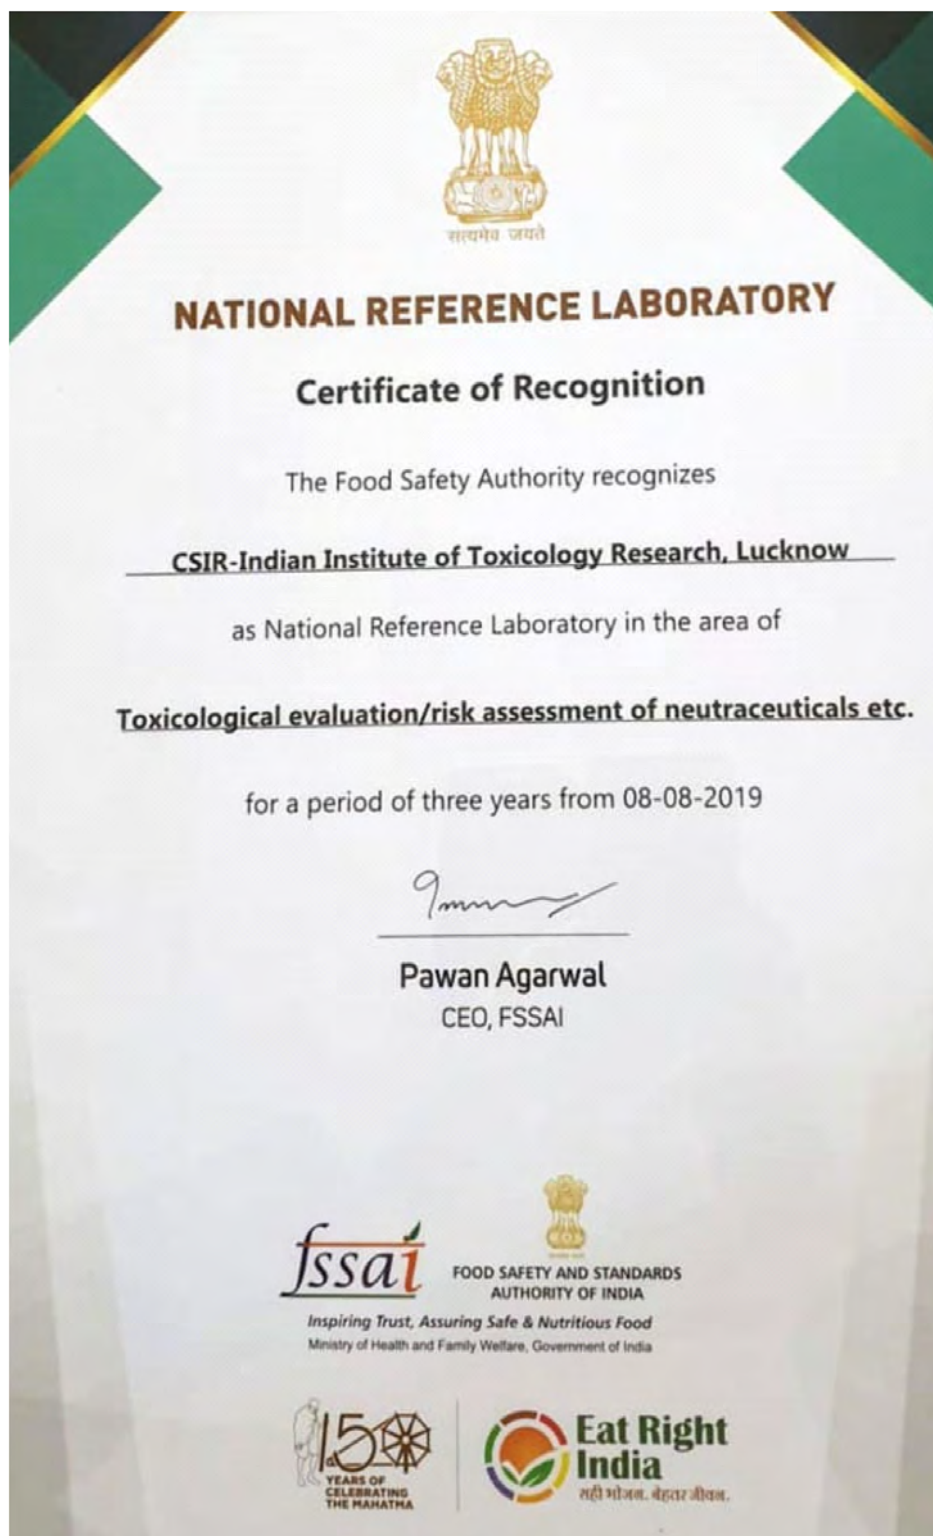 सत्यमेव जयते
NATIONAL REFERENCE LABORATORY
Certificate of Recognition
The Food Safety Authority recognizes
CSIR-Indian Institute of Toxicology Research, Lucknow
as National Reference Laboratory in the area of
Toxicological evaluation/risk assessment of neutraceuticals etc.
for a period of three years from 08-08-2019
Pawan Agarwal
CEO, FSSAI
fssai
FOOD SAFETY AND STANDARDS
AUTHORITY OF INDIA
Inspiring Trust, Assuring Safe & Nutritious Food
Ministry of Health and Family Welfare, Government of India
150
YEARS OF
CELEBRATING
THE MAHATMA
Eat Right
India
सही भोजन. बेहतर जीवन.